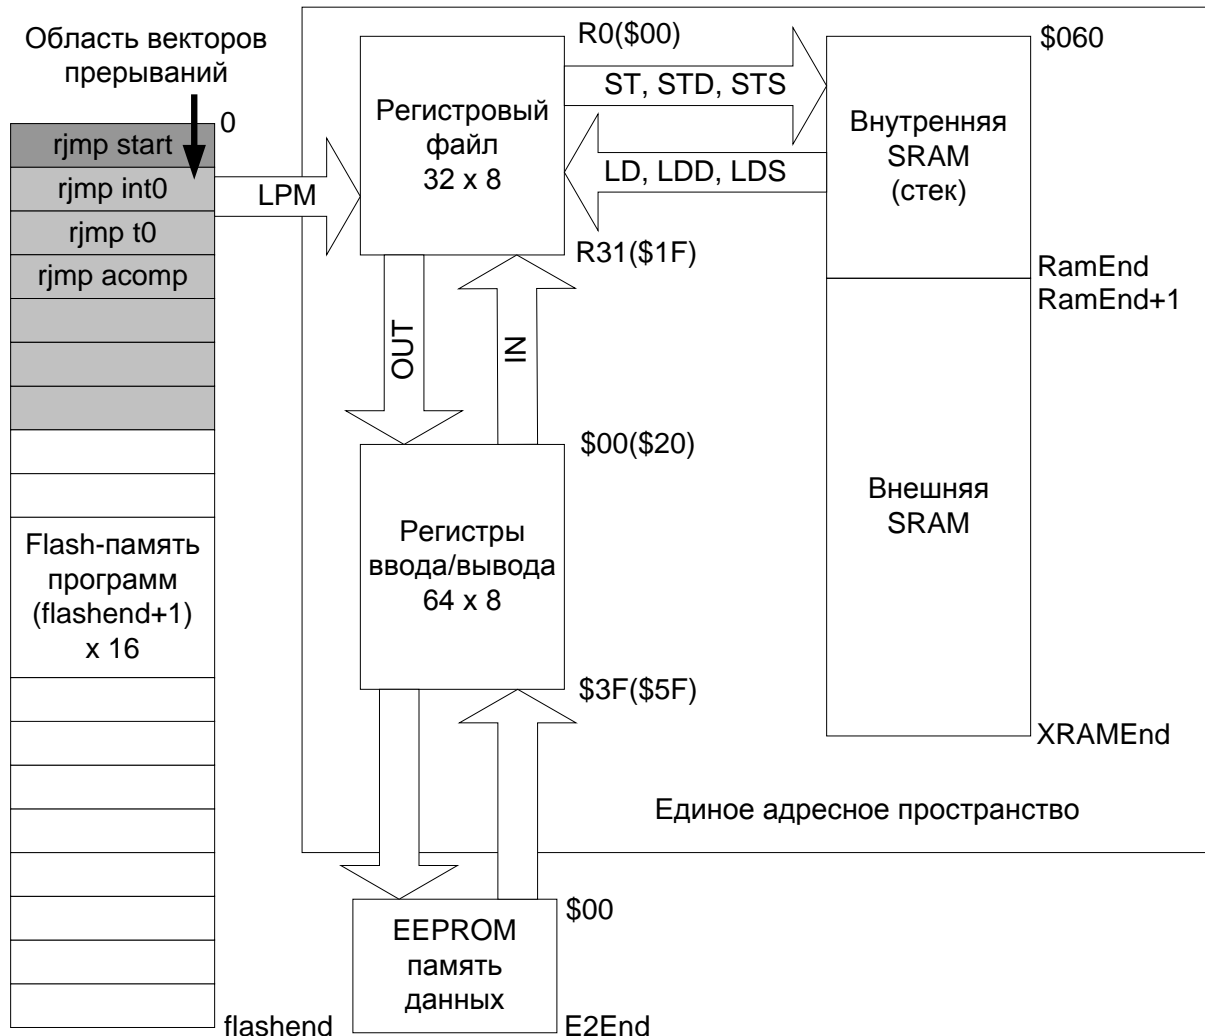 Область векторов
прерываний
0
rjmp start
rjmp int0
rjmp t0
rjmp acomp
Flash-память
программ
(flashend+1)
x 16
flashend
LPM
R0($00)
Регистровый
файл
32 x 8
R31($1F)
ST, STD, STS
LD, LDD, LDS
$060
Внутренняя
SRAM
(стек)
RamEnd
RamEnd+1
Внешняя
SRAM
XRAMEnd
OUT
IN
$00($20)
Регистры
ввода/вывода
64 x 8
$3F($5F)
Единое адресное пространство
$00
EEPROM
память
данных
E2End